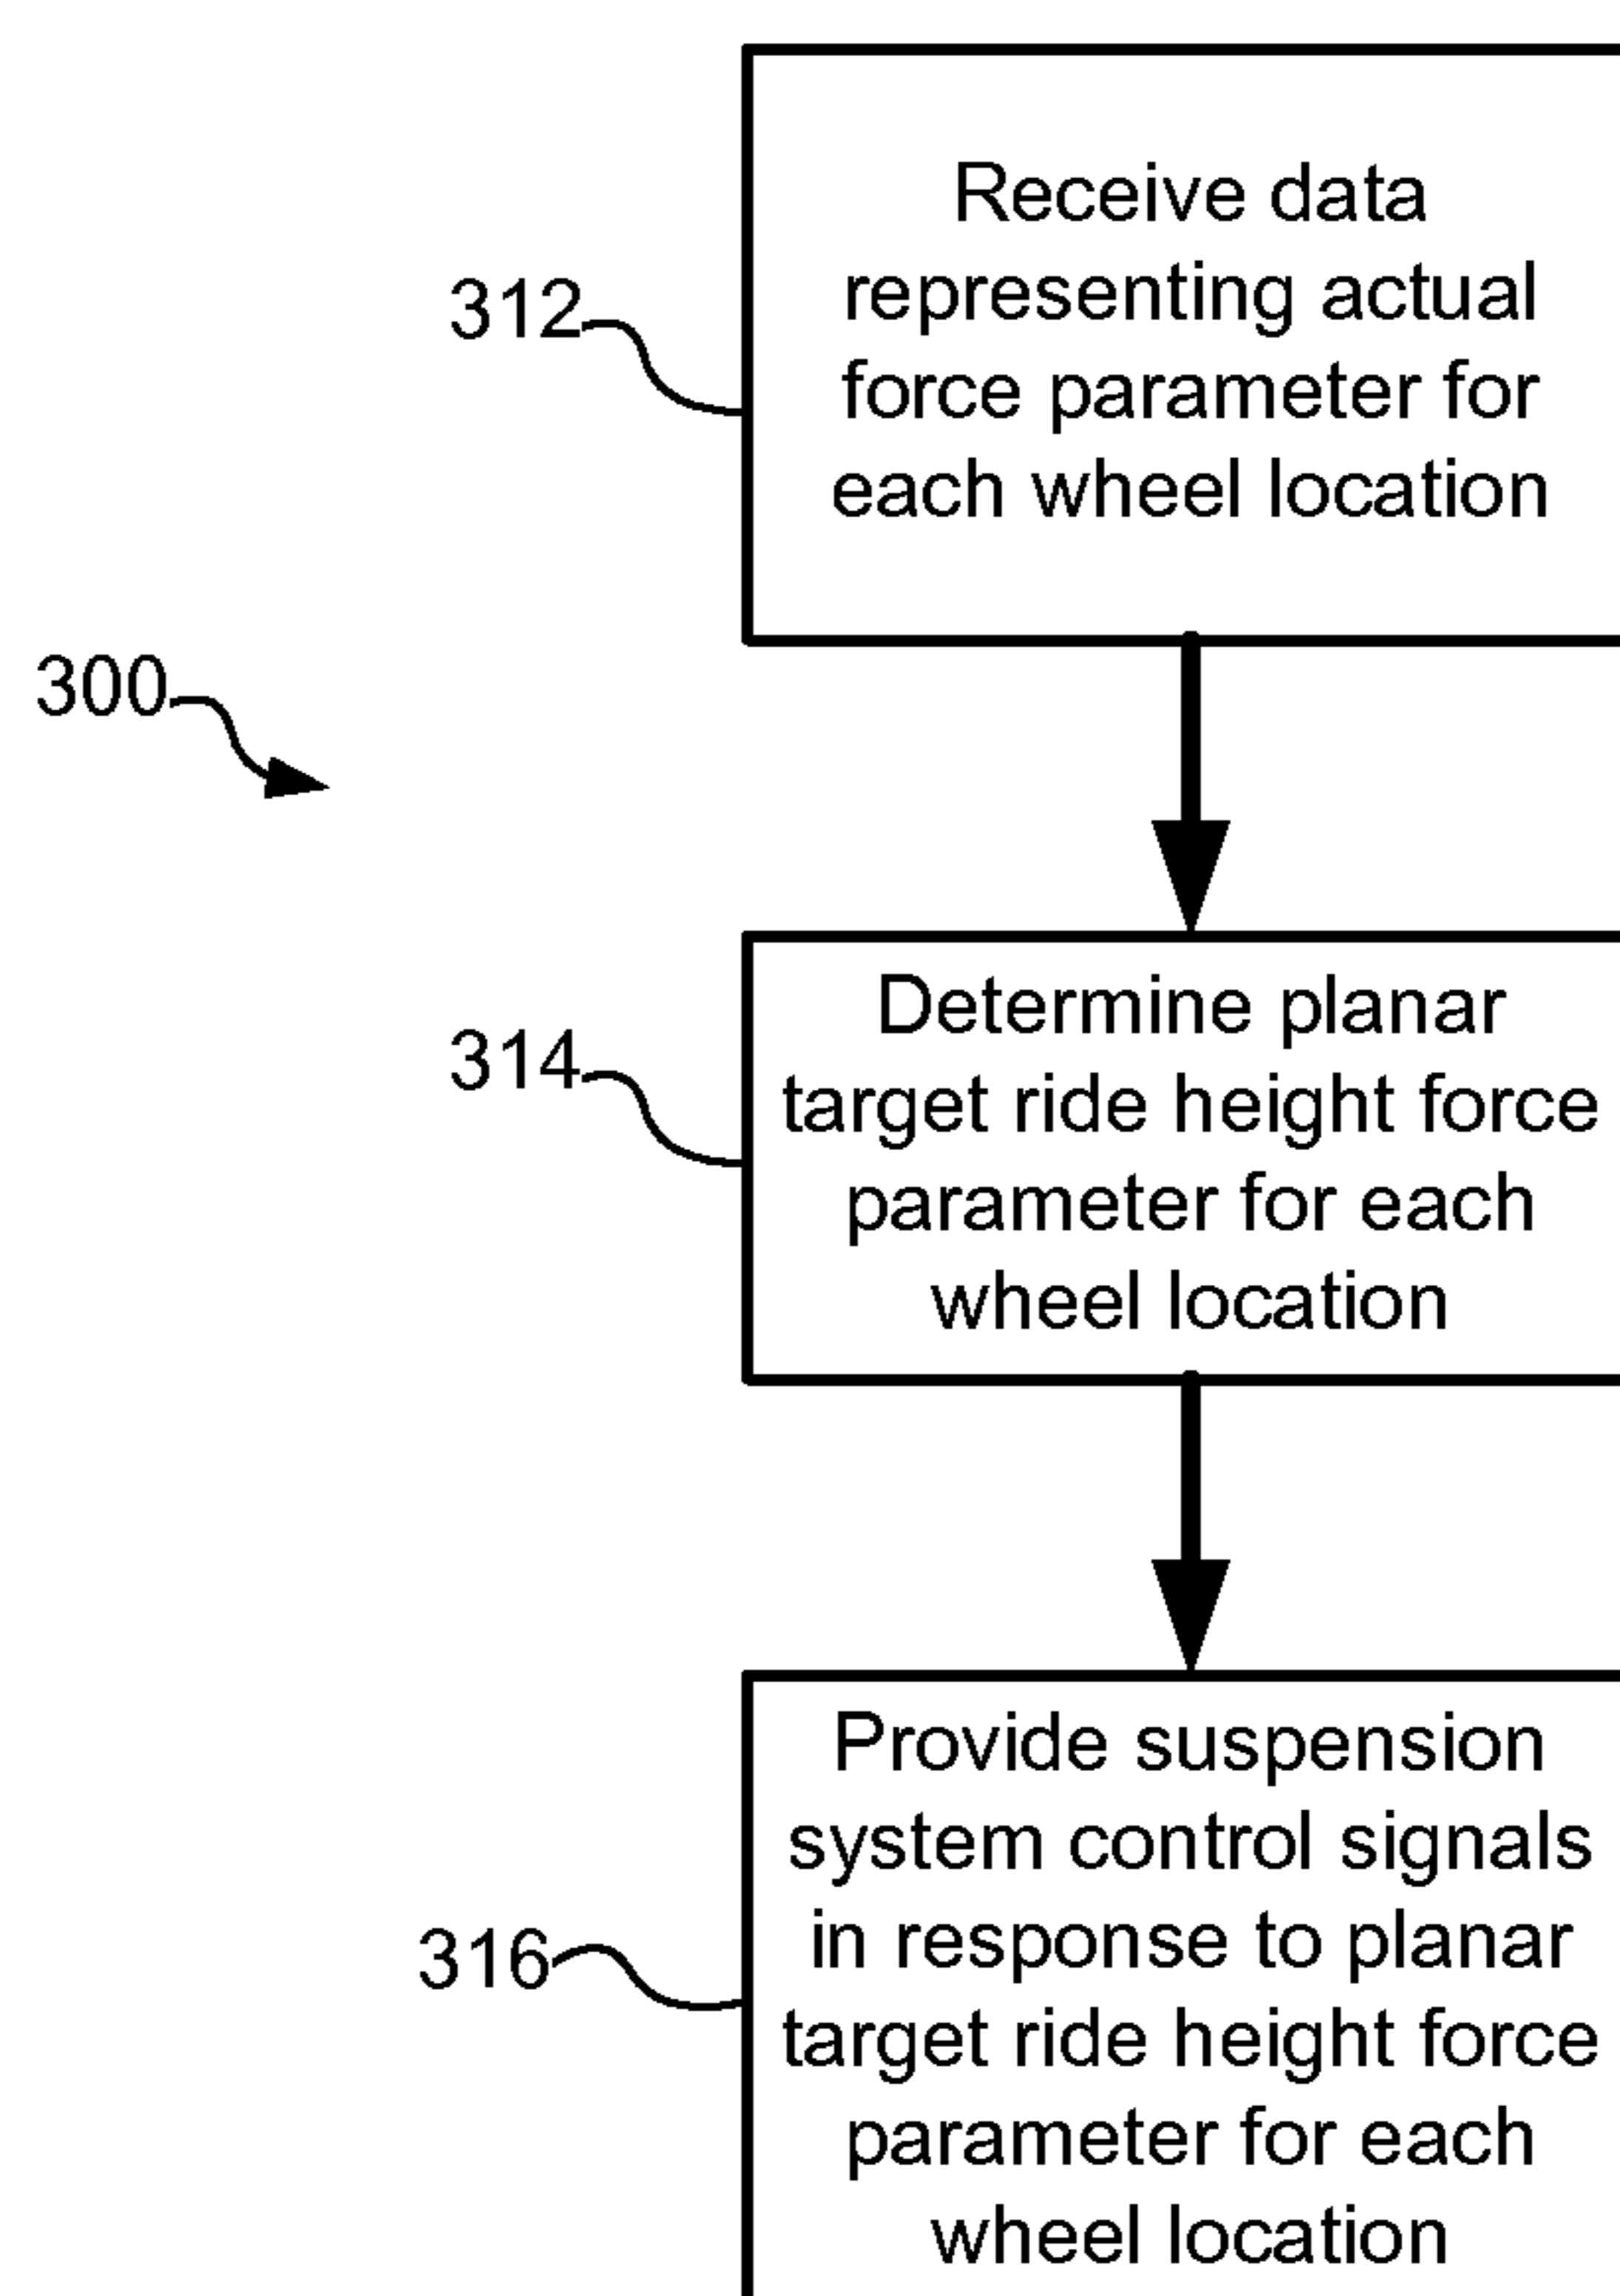 Receive data
representing actual
force parameter for
each wheel location
312
300
Determine planar
target ride height force
parameter for each
wheel location
314
Provide suspension
system control signals
in response to planar
target ride height force
parameter for each
wheel location
316